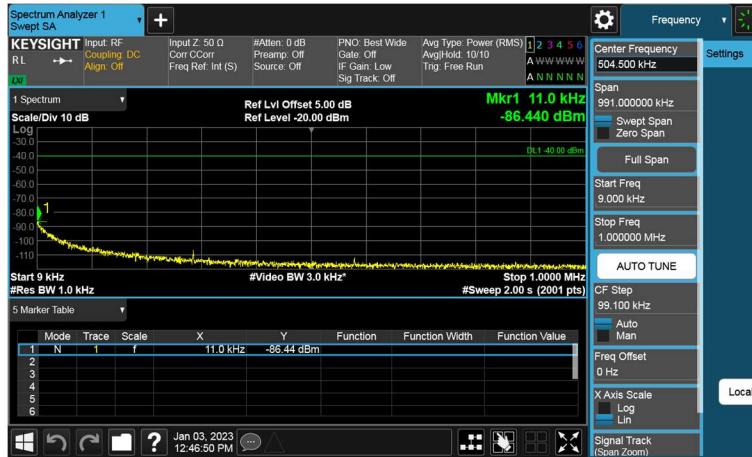 Spectrum Analyzer 1
Swept SA
Frequency
KEYSIGHT
RL
LXI
Input: RF
Coupling: DC
Align: Off
Input Z: 50 Ω
Corr CCorr
Freq Ref: Int (S)
#Atten: 0 dB
Preamp: Off
Source: Off
PNO: Best Wide
Gate: Off
IF Gain: Low
Sig Track: Off
Avg Type: Power (RMS)
Avg|Hold: 10/10
Trig: Free Run
1 2 3 4 5 6
A W W W W W
A N N N N N
1 Spectrum
Scale/Div 10 dB
Ref Lvl Offset 5.00 dB
Ref Level -20.00 dBm
Mkr1 11.0 kHz
-86.440 dBm
Log
-30.0
-40.0
-50.0
-60.0
-70.0
-80.0
-90.0
-100
-110
DL1 -40.00 dBm
1
Start 9 kHz
#Res BW 1.0 kHz
#Video BW 3.0 kHz*
Stop 1.0000 MHz
#Sweep 2.00 s (2001 pts)
5 Marker Table
Mode Trace Scale X Y Function Function Width Function Value
1 N 1 f 11.0 kHz -86.44 dBm
2
3
4
5
6
Jan 03, 2023
12:46:50 PM
Center Frequency
504.500 kHz
Settings
Span
991.000000 kHz
Swept Span
Zero Span
Full Span
Start Freq
9.000 kHz
Stop Freq
1.000000 MHz
AUTO TUNE
CF Step
99.100 kHz
Auto
Man
Freq Offset
0 Hz
X Axis Scale
Log
Lin
Local
Signal Track
(Span Zoom)